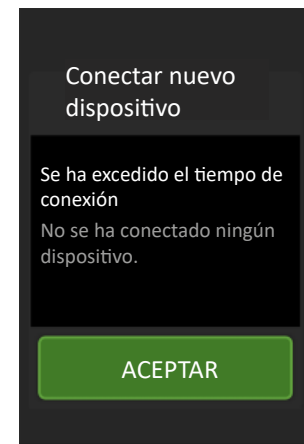 Conectar nuevo
dispositivo
Se ha excedido el tiempo de
conexión
No se ha conectado ningún
dispositivo.
ACEPTAR